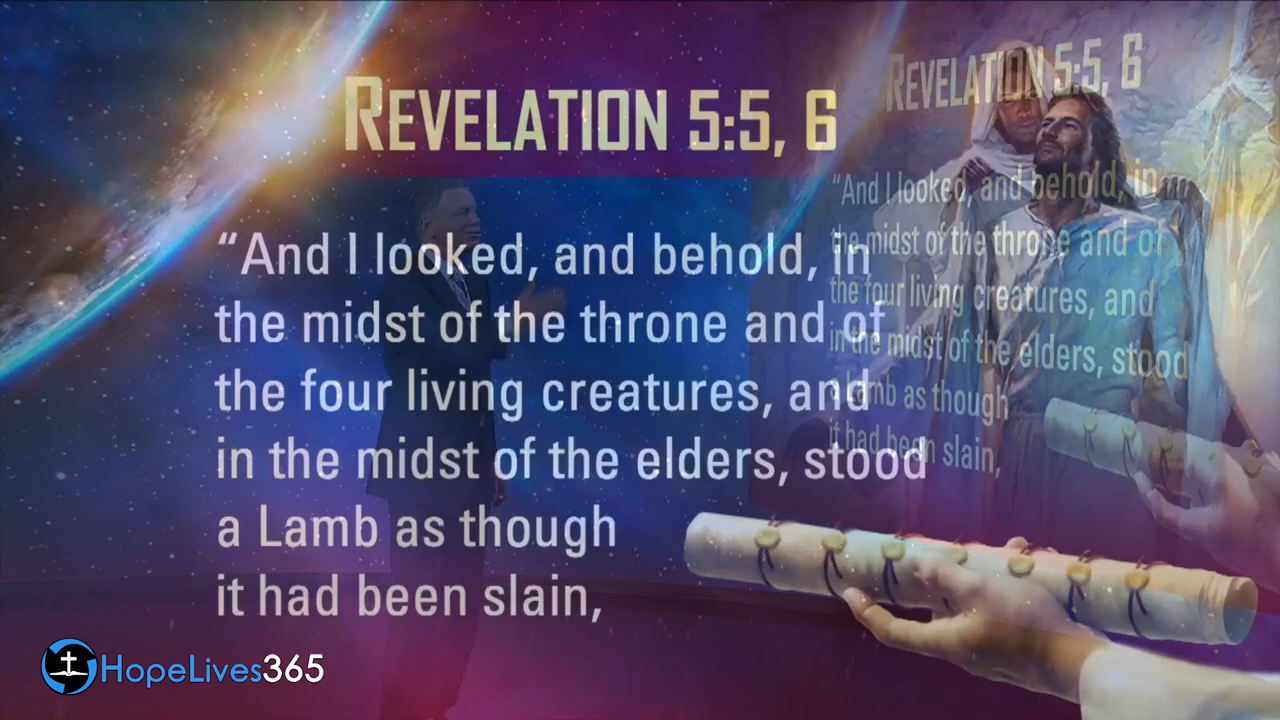 REVELATION 5:5, 6
“And I looked, and behold, in
the midst of the throne and of
the four living creatures, and
in the midst of the elders, stood
a Lamb as though
it had been slain,
REVELATION 5:5, 6
“And I looked, and behold, in
the midst of the throne and of
the four living creatures, and
in the midst of the elders, stood
a Lamb as though
it had been slain,
HopeLives365